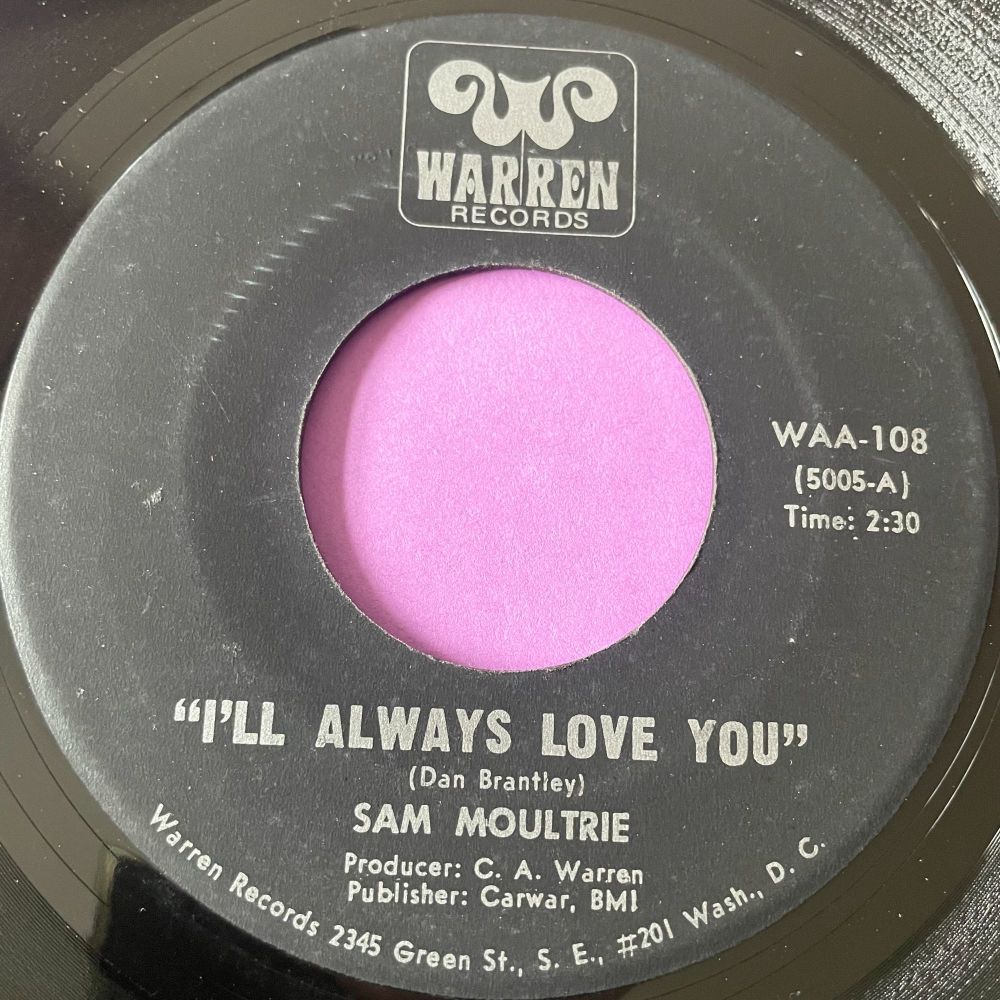 WARREN
RECORDS
WAA-108
(5005-A)
Time: 2:30
"I'LL ALWAYS LOVE YOU"
(Dan Brantley)
SAM MOULTRIE
Producer: C. A. Warren
Publisher: Carwar, BMI
Warren Records 2345 Green St., S. E., #201 Wash., D. C.